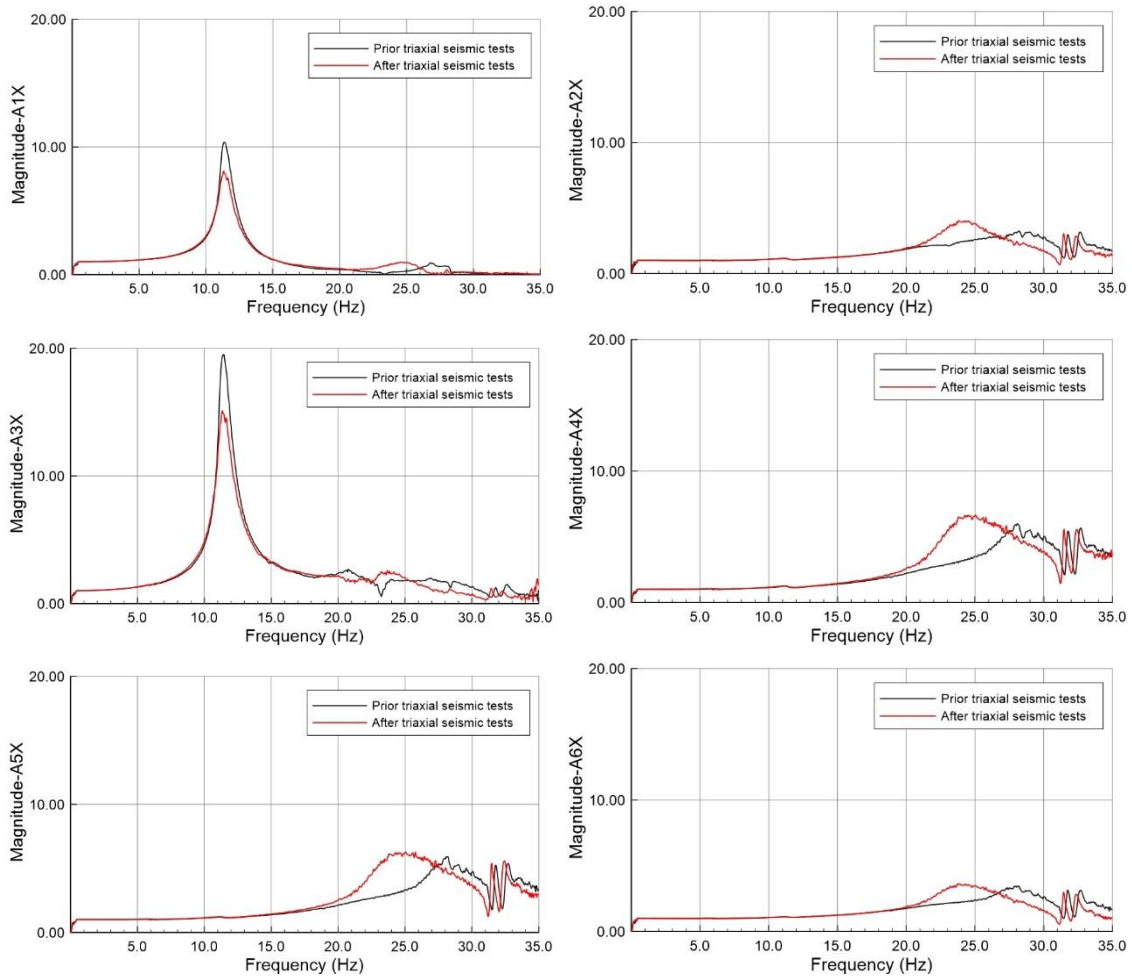 20.00
10.00
0.00
Magnitude-A1X
Prior triaxial seismic tests
After triaxial seismic tests
5.0 10.0 15.0 20.0 25.0 30.0 35.0
Frequency (Hz)
20.00
10.00
0.00
Magnitude-A2X
Prior triaxial seismic tests
After triaxial seismic tests
5.0 10.0 15.0 20.0 25.0 30.0 35.0
Frequency (Hz)
20.00
10.00
0.00
Magnitude-A3X
Prior triaxial seismic tests
After triaxial seismic tests
5.0 10.0 15.0 20.0 25.0 30.0 35.0
Frequency (Hz)
20.00
10.00
0.00
Magnitude-A4X
Prior triaxial seismic tests
After triaxial seismic tests
5.0 10.0 15.0 20.0 25.0 30.0 35.0
Frequency (Hz)
20.00
10.00
0.00
Magnitude-A5X
Prior triaxial seismic tests
After triaxial seismic tests
5.0 10.0 15.0 20.0 25.0 30.0 35.0
Frequency (Hz)
20.00
10.00
0.00
Magnitude-A6X
Prior triaxial seismic tests
After triaxial seismic tests
5.0 10.0 15.0 20.0 25.0 30.0 35.0
Frequency (Hz)